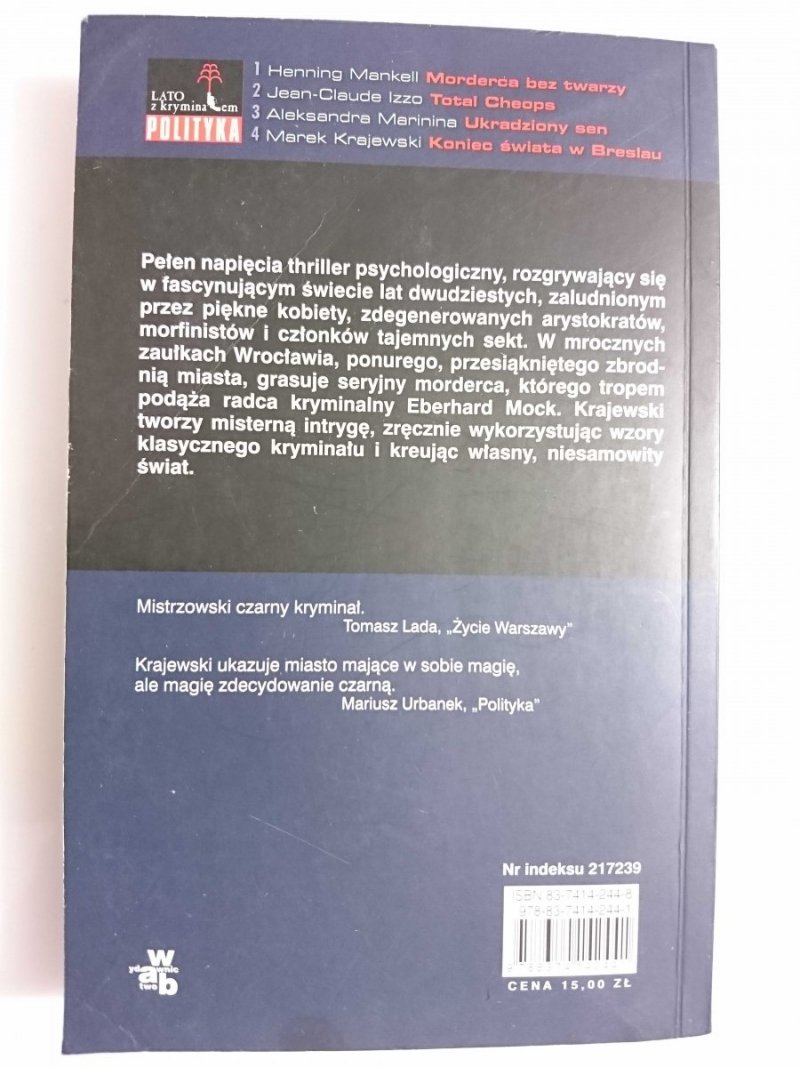 LATO
z kryminałem
POLITYKA
1 Henning Mankell Morderca bez twarzy
2 Jean-Claude Izzo Total Cheops
3 Aleksandra Marinina Ukradziony sen
4 Marek Krajewski Koniec świata w Breslau
Pełen napięcia thriller psychologiczny, rozgrywający się
w fascynującym świecie lat dwudziestych, zaludnionym
przez piękne kobiety, zdegenerowanych arystokratów,
morfinistów i członków tajemnych sekt. W mrocznych
zaułkach Wrocławia, ponurego, przesiąkniętego zbrod-
nią miasta, grasuje seryjny morderca, którego tropem
podąża radca kryminalny Eberhard Mock. Krajewski
tworzy misterną intrygę, zręcznie wykorzystując wzory
klasycznego kryminału i kreując własny, niesamowity
świat.
Mistrzowski czarny kryminał.
Tomasz Lada, „Życie Warszawy”
Krajewski ukazuje miasto mające w sobie magię,
ale magię zdecydowanie czarną.
Mariusz Urbanek, „Polityka”
Nr indeksu 217239
ISBN 83-7414-244-8
978-83-7414-244-1
CENA 15,00 ZŁ
w
ydawnic
ab
two